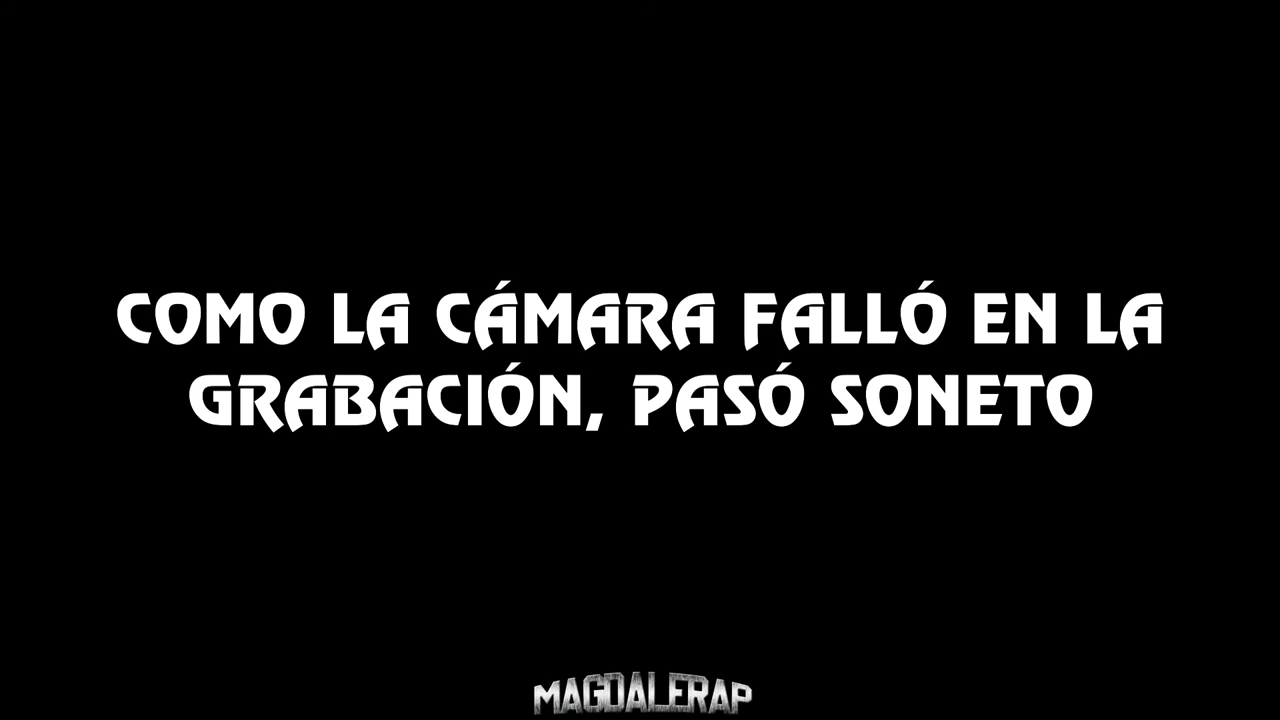 COMO LA CÁMARA FALLÓ EN LA
GRABACIÓN, PASÓ SONETO
MAGDALERAP